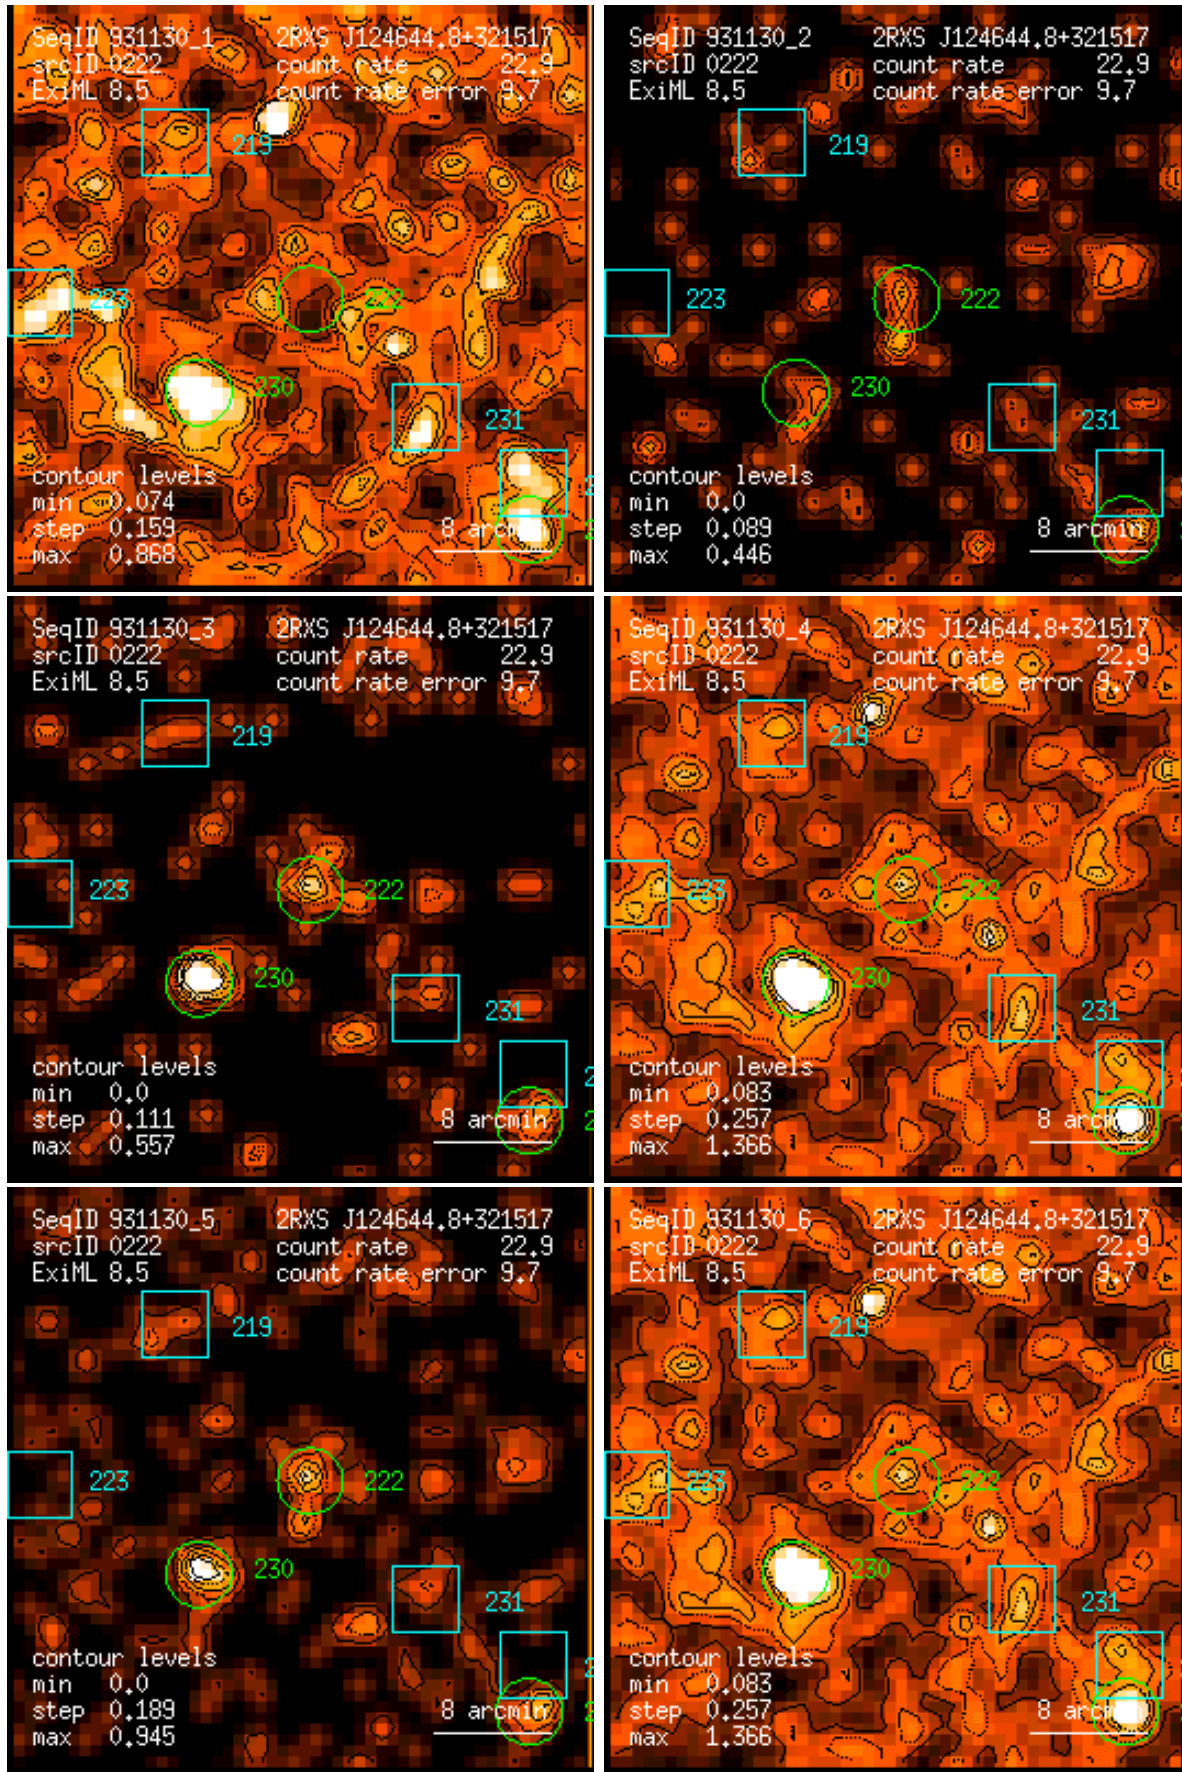 SeqID 931130_1 2RXS J124644.8+321517
srcID 0222 count rate 22.9
ExiML 8.5 count rate error 9.7
219
223
222
230
231
contour levels
min 0.074
step 0.159
max 0.868
8 arcmin
2
SeqID 931130_2 2RXS J124644.8+321517
srcID 0222 count rate 22.9
ExiML 8.5 count rate error 9.7
219
223
222
230
231
contour levels
min 0.0
step 0.089
max 0.446
8 arcmin
SeqID 931130_3 2RXS J124644.8+321517
srcID 0222 count rate 22.9
ExiML 8.5 count rate error 9.7
219
223
222
230
231
contour levels
min 0.0
step 0.111
max 0.557
8 arcmin
2
2
SeqID 931130_4 2RXS J124644.8+321517
srcID 0222 count rate 22.9
ExiML 8.5 count rate error 9.7
219
223
222
230
231
contour levels
min 0.083
step 0.257
max 1.366
8 arcmin
SeqID 931130_5 2RXS J124644.8+321517
srcID 0222 count rate 22.9
ExiML 8.5 count rate error 9.7
219
223
222
230
231
contour levels
min 0.0
step 0.189
max 0.945
8 arcmin
2
2
SeqID 931130_6 2RXS J124644.8+321517
srcID 0222 count rate 22.9
ExiML 8.5 count rate error 9.7
219
223
222
230
231
contour levels
min 0.083
step 0.257
max 1.366
8 arcmin